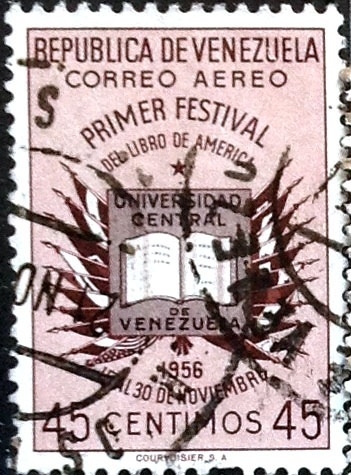 REPUBLICA DE VENEZUELA
CORREO AEREO
PRIMER FESTIVAL
DEL LIBRO DE AMERICA
UNIVERSIDAD
CENTRAL
DE
VENEZUELA
1956
AL 30 DE NOVIEMBRE
45 CENTIMOS 45
COURVOISIER S.A